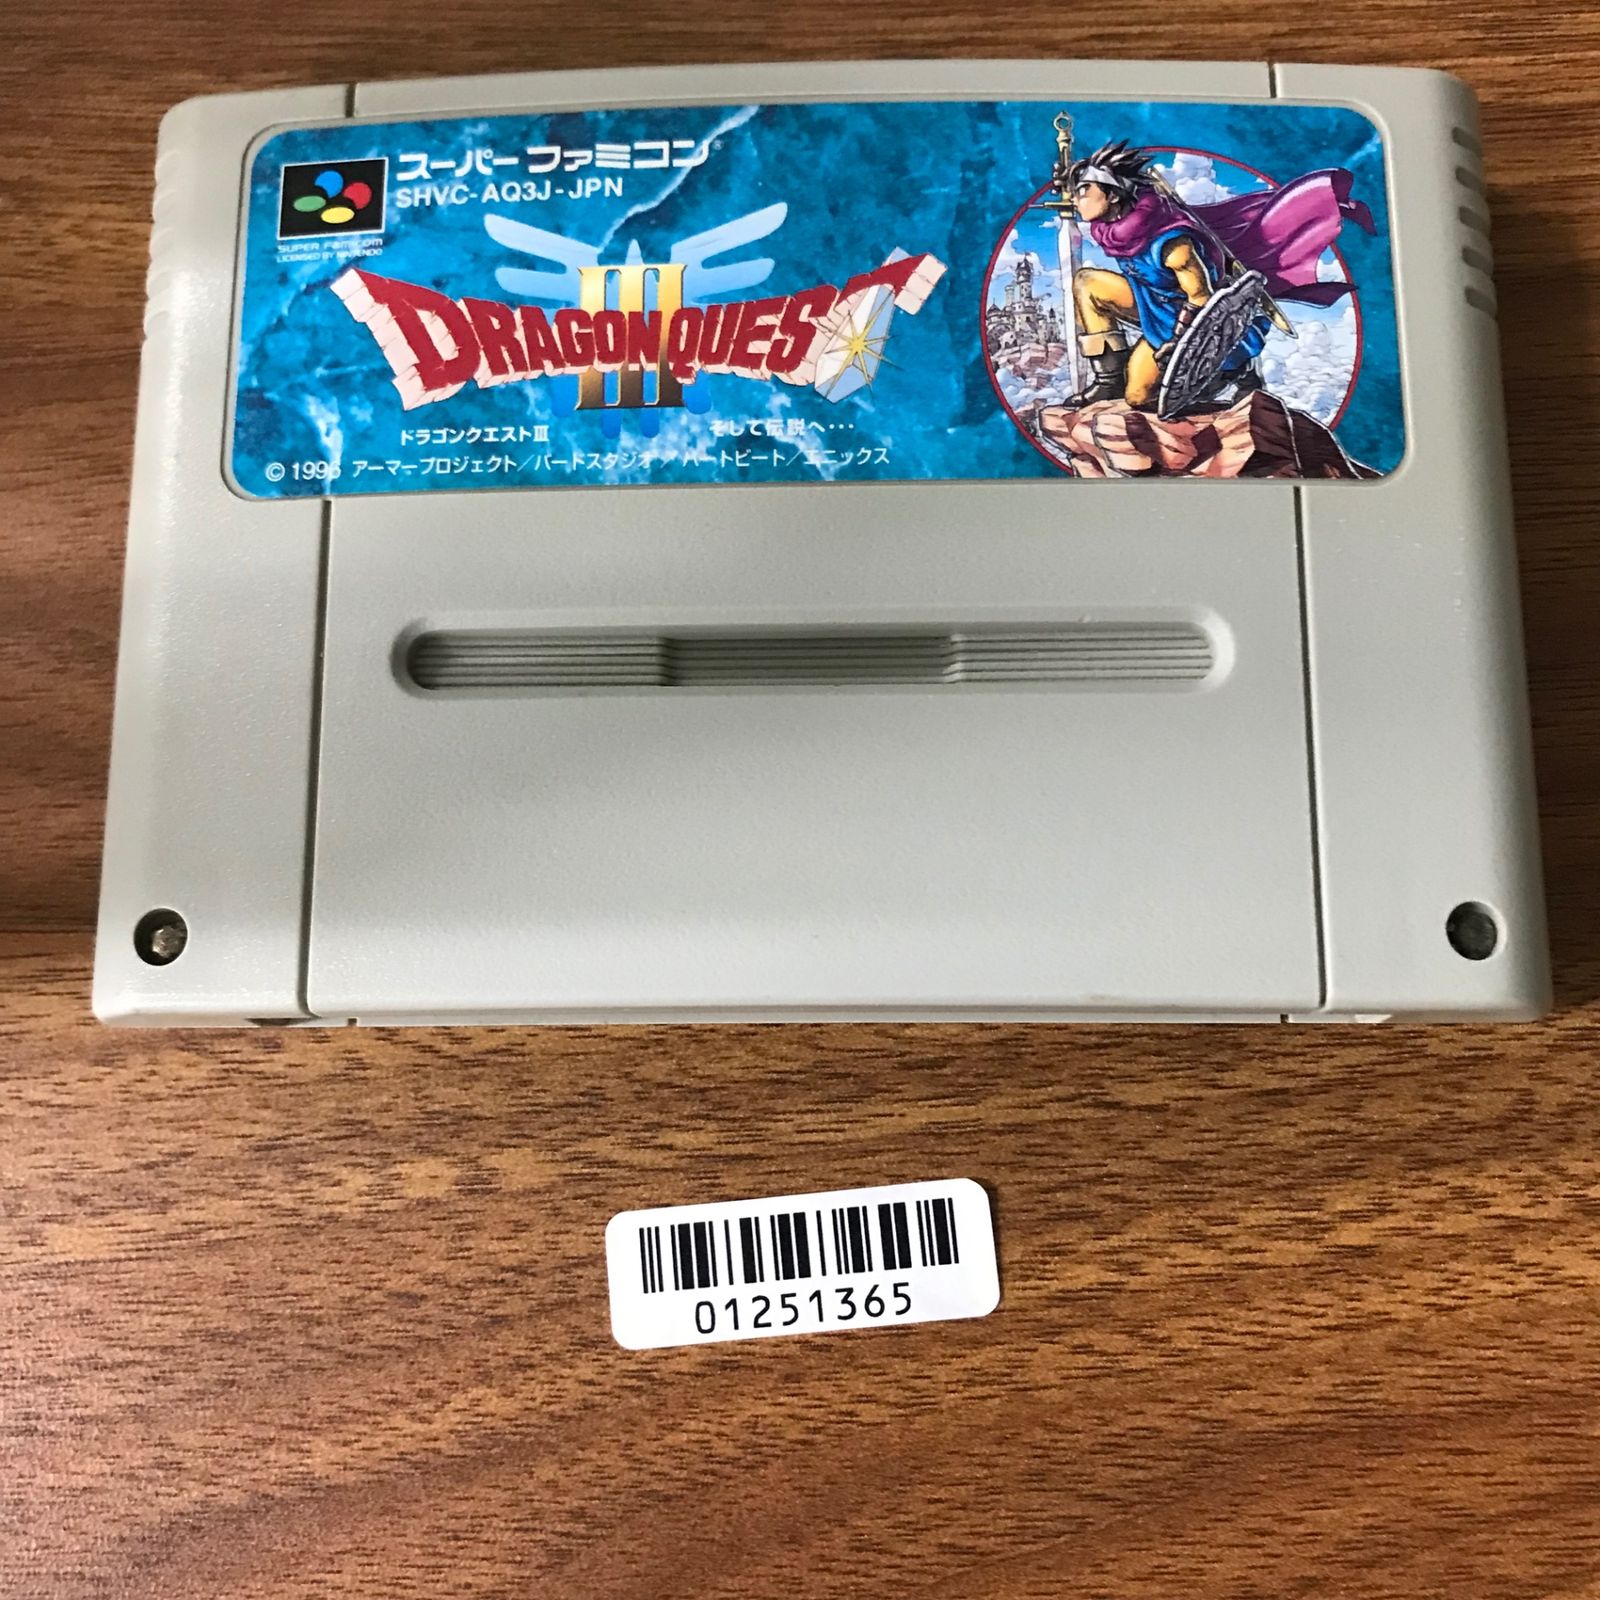 スーパーファミコン®
SHVC-AQ3J-JPN
SUPER FAMICOM
LICENSED BY NINTENDO
DRAGON QUEST
III
ドラゴンクエストIII そして伝説へ・・・
© 1996 アーマープロジェクト/バードスタジオ/ハートビート/エニックス
01251365